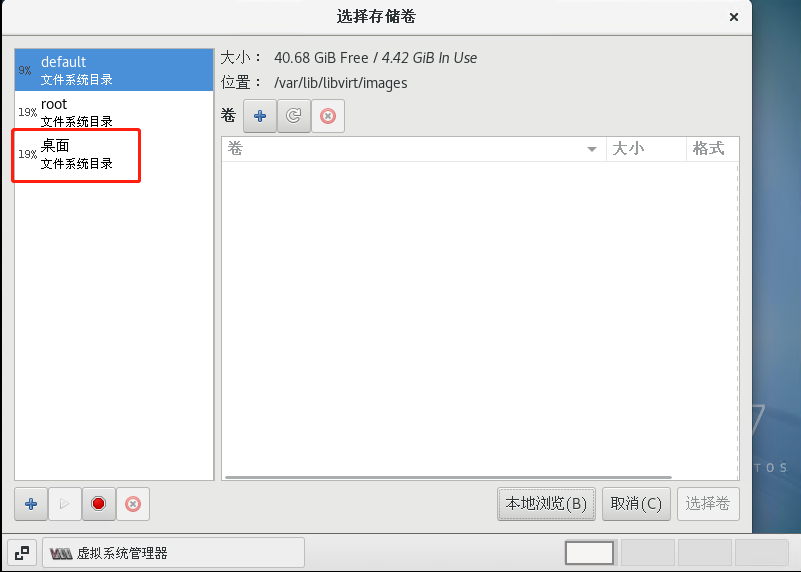 选择存储卷
default
9%
文件系统目录
root
19%
文件系统目录
桌面
19%
文件系统目录
大小： 40.68 GiB Free / 4.42 GiB In Use
位置： /var/lib/libvirt/images
卷
卷 大小 格式
本地浏览(B) 取消(C) 选择卷
7
TOS
虚拟系统管理器